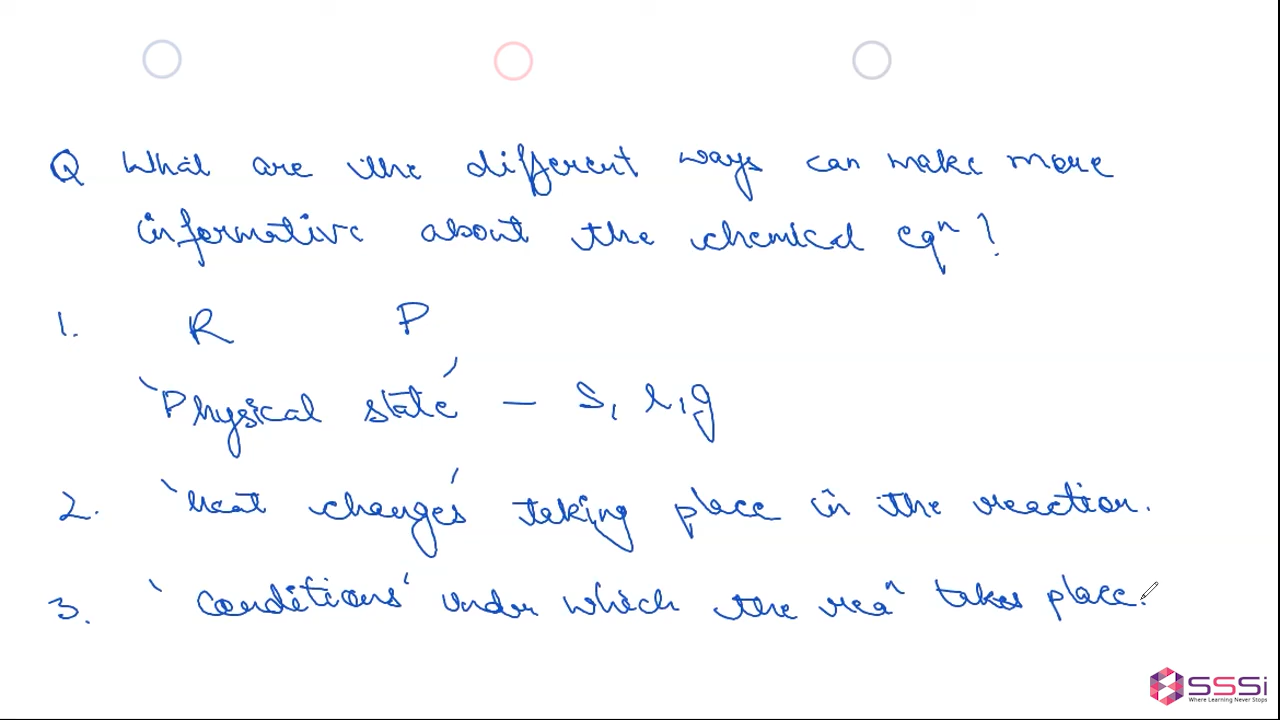 Q What are the different ways can make more
informative about the chemical eqⁿ?
1. R P
'Physical state' - s, l, g
2. 'heat changes' taking place in the reaction.
3. 'conditions' under which the reaⁿ takes place.
SSSi
Where Learning Never Stops